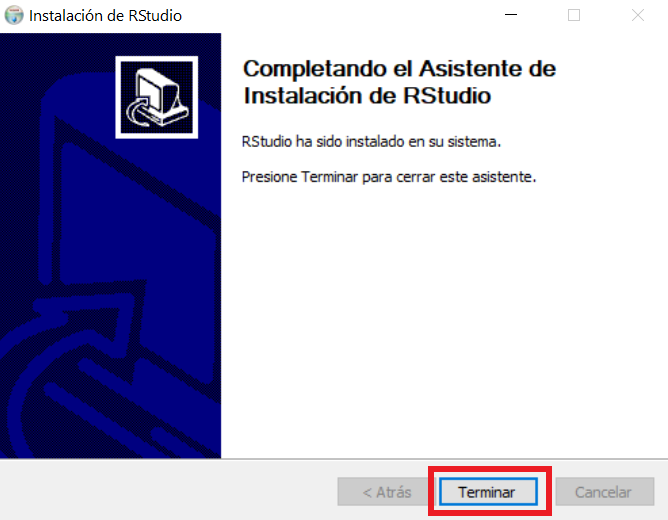 Instalación de RStudio
Completando el Asistente de
Instalación de RStudio
RStudio ha sido instalado en su sistema.
Presione Terminar para cerrar este asistente.
< Atrás
Terminar
Cancelar